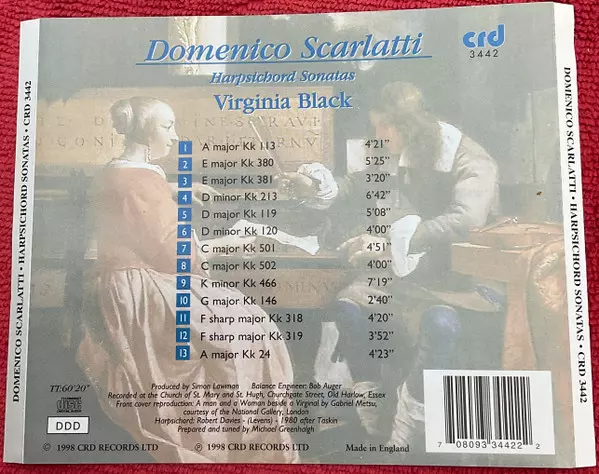 DOMENICO SCARLATTI • HARPSICHORD SONATAS • CRD 3442
Domenico Scarlatti
Harpsichord Sonatas
Virginia Black
crd
3442
1 A major Kk 113 4'21"
2 E major Kk 380 5'25"
3 E major Kk 381 3'20"
4 D minor Kk 213 6'42"
5 D major Kk 119 5'08"
6 D minor Kk 120 4'00"
7 C major Kk 501 4'51"
8 C major Kk 502 4'00"
9 K minor Kk 466 7'19"
10 G major Kk 146 2'40"
11 F sharp major Kk 318 4'20"
12 F sharp major Kk 319 3'52"
13 A major Kk 24 4'23"
TT:60'20"
DDD
Produced by Simon Lawman Balance Engineer: Bob Auger
Recorded at the Church of St. Mary and St. Hugh, Churchgate Street, Old Harlow, Essex
Front cover reproduction: A man and a Woman beside a Virginal by Gabriel Metsu,
courtesy of the National Gallery, London
Harpsichord: Robert Davies - (Levens) - 1980 after Taskin
Prepared and tuned by Michael Greenhalgh
© 1998 CRD RECORDS LTD ℗ 1998 CRD RECORDS LTD Made in England
7 08093 34422 2
DOMENICO SCARLATTI • HARPSICHORD SONATAS • CRD 3442